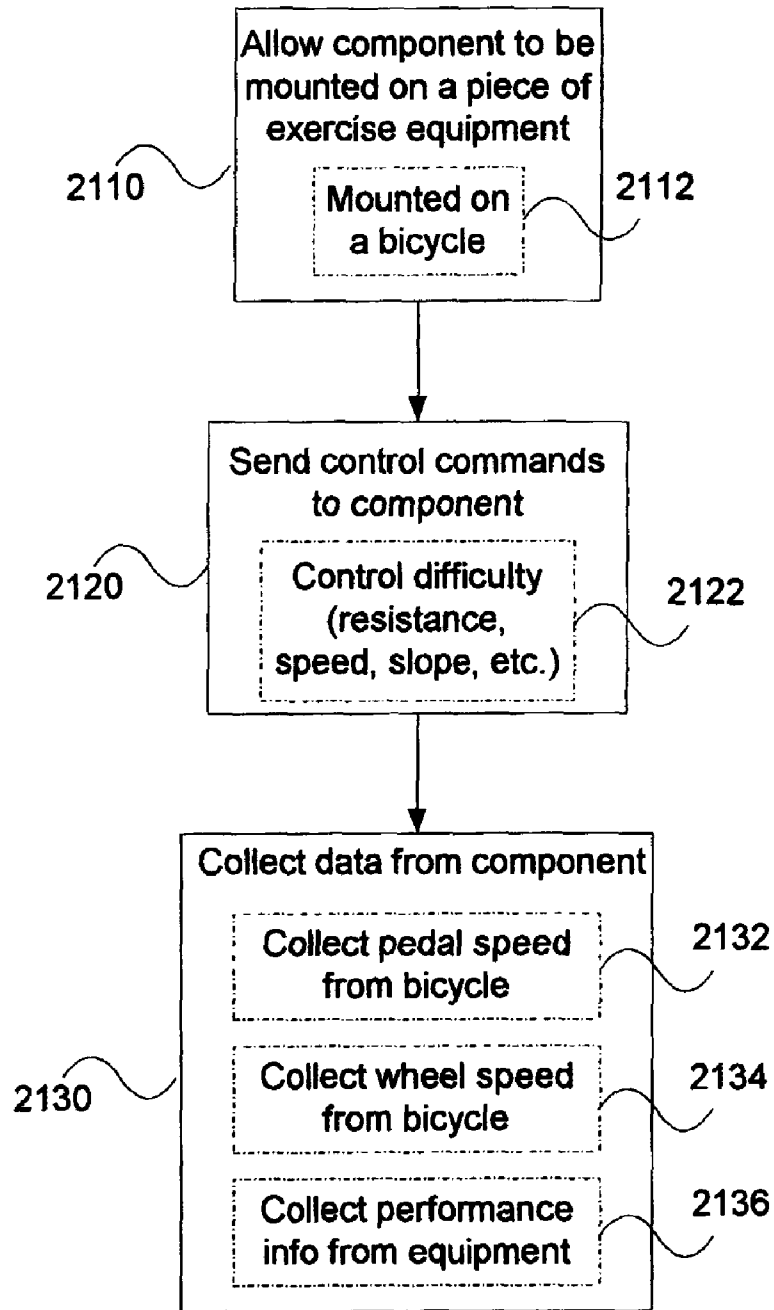 Allow component to be
mounted on a piece of
exercise equipment
2110
2112
Mounted on
a bicycle
Send control commands
to component
2120
2122
Control difficulty
(resistance,
speed, slope, etc.)
Collect data from component
2130
Collect pedal speed
from bicycle
2132
Collect wheel speed
from bicycle
2134
Collect performance
info from equipment
2136